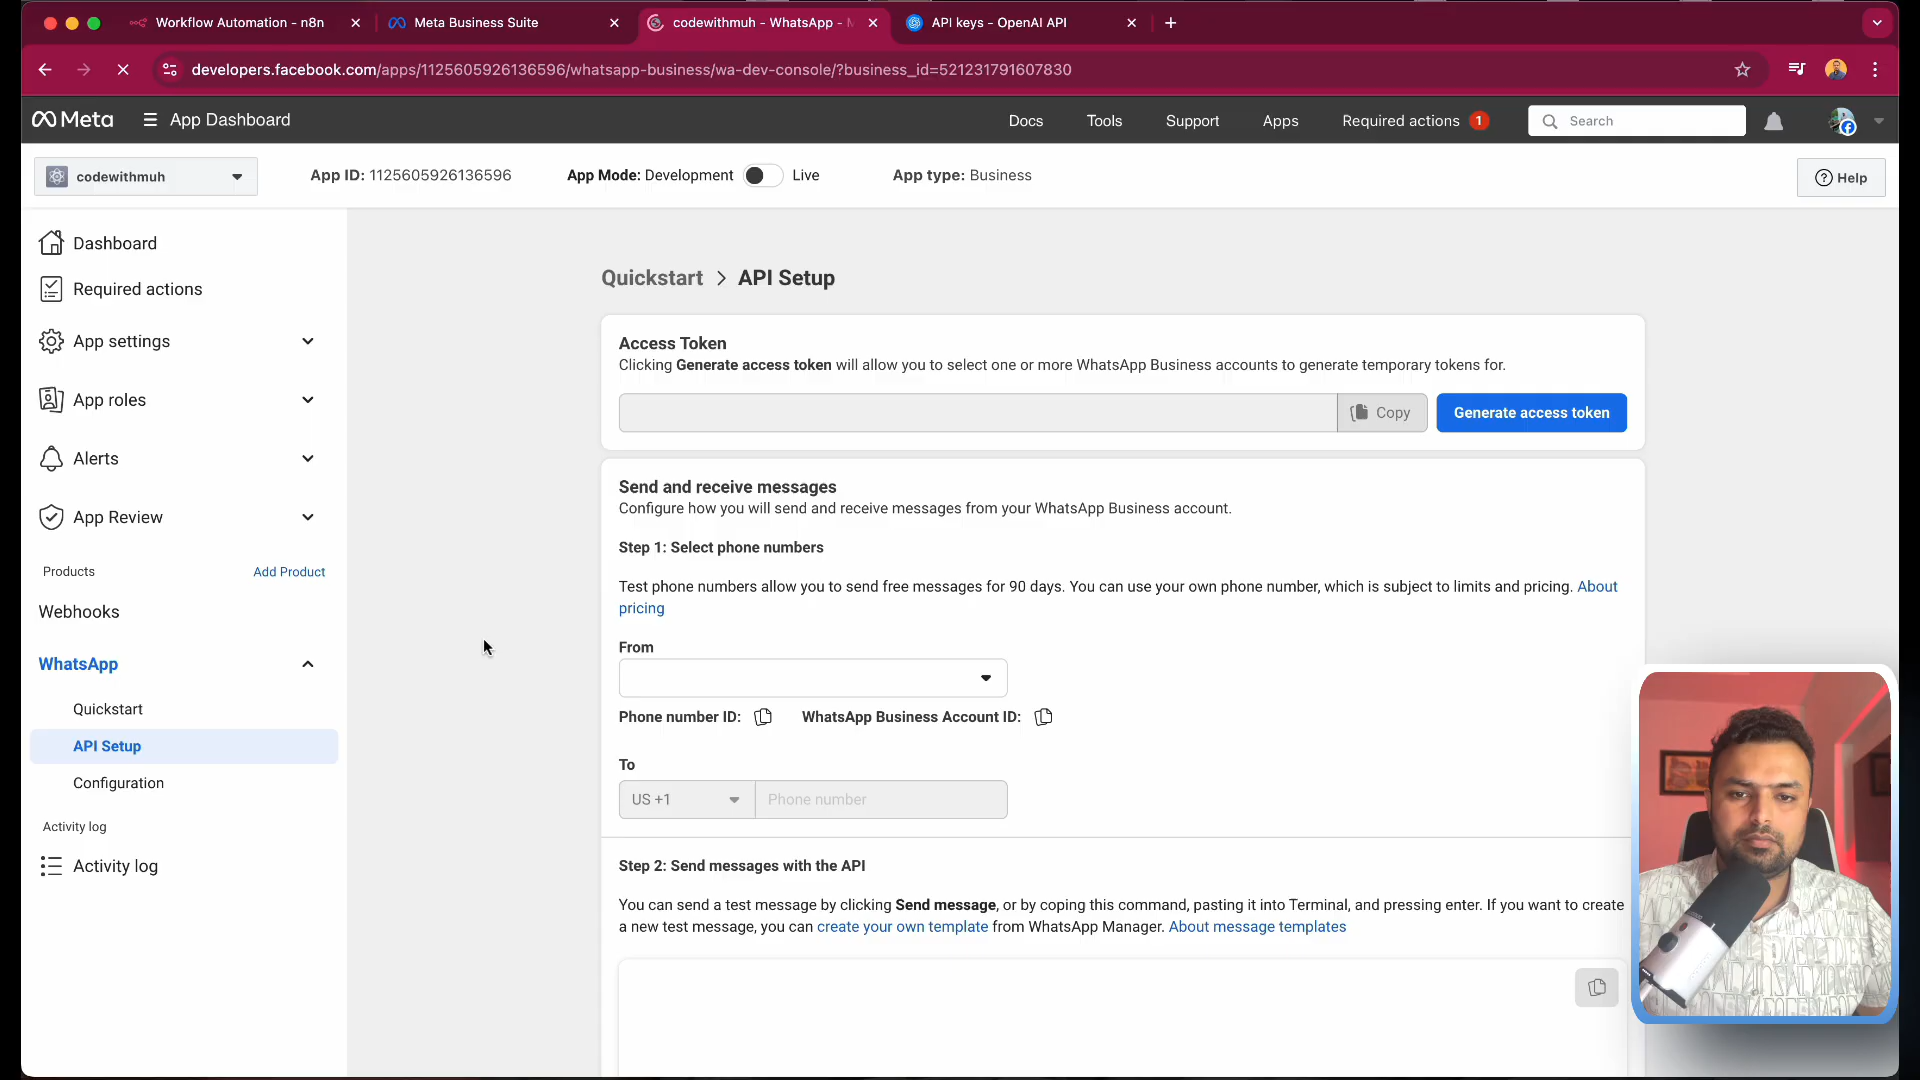 Workflow Automation - n8n
Meta Business Suite
codewithmuh - WhatsApp - M
API keys - OpenAI API
developers.facebook.com/apps/1125605926136596/whatsapp-business/wa-dev-console/?business_id=521231791607830
Meta
App Dashboard
Docs
Tools
Support
Apps
Required actions
1
Search
codewithmuh
App ID: 1125605926136596
App Mode: Development
Live
App type: Business
Help
Dashboard
Required actions
App settings
App roles
Alerts
App Review
Products
Add Product
Webhooks
WhatsApp
Quickstart
API Setup
Configuration
Activity log
Activity log
Quickstart > API Setup
Access Token
Clicking Generate access token will allow you to select one or more WhatsApp Business accounts to generate temporary tokens for.
Copy
Generate access token
Send and receive messages
Configure how you will send and receive messages from your WhatsApp Business account.
Step 1: Select phone numbers
Test phone numbers allow you to send free messages for 90 days. You can use your own phone number, which is subject to limits and pricing. About
pricing
From
Phone number ID:
WhatsApp Business Account ID:
To
US +1
Phone number
Step 2: Send messages with the API
You can send a test message by clicking Send message, or by coping this command, pasting it into Terminal, and pressing enter. If you want to create
a new test message, you can create your own template from WhatsApp Manager. About message templates